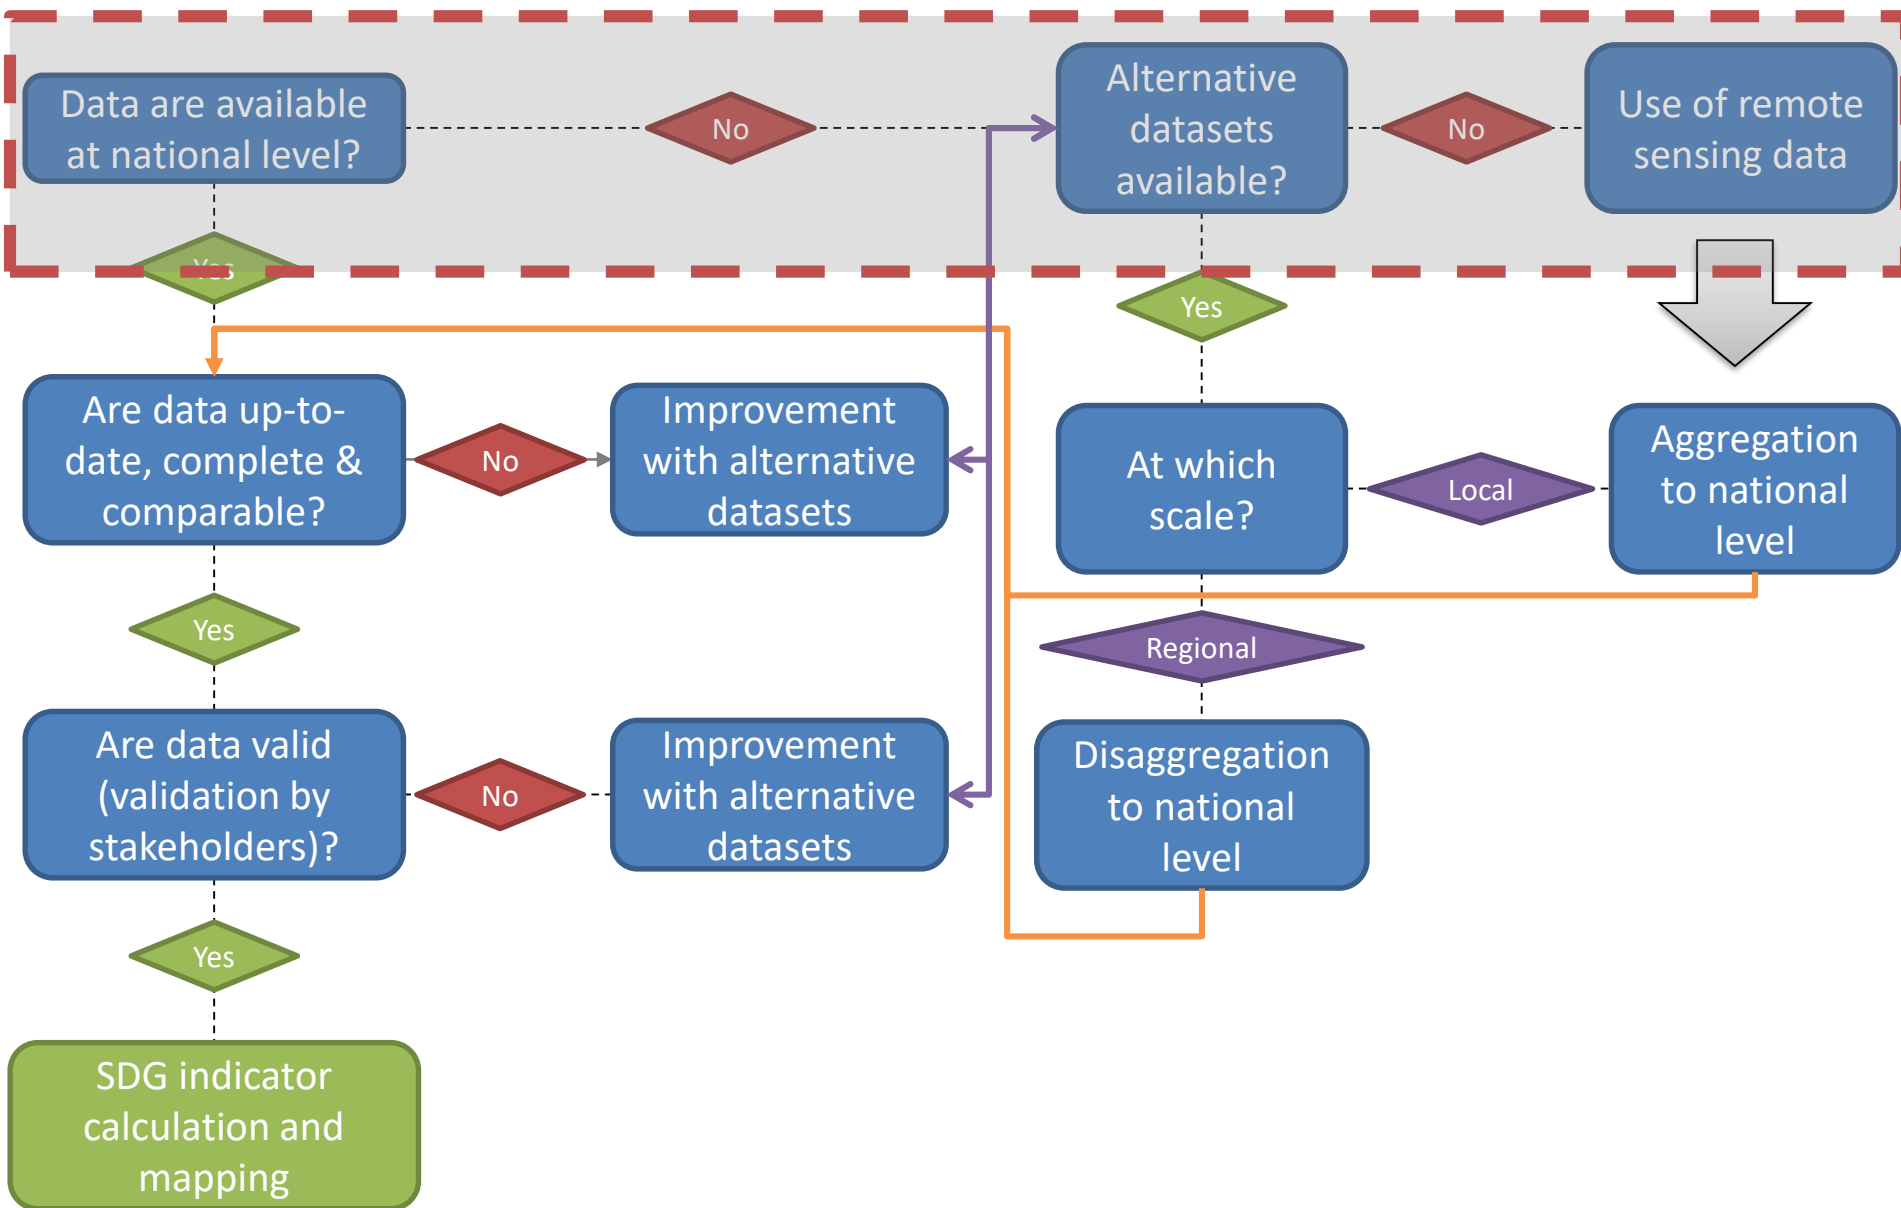 Data are available
at national level?
No
Alternative
datasets
available?
No
Use of remote
sensing data
Yes
Yes
Are data up-to-
date, complete &
comparable?
No
Improvement
with alternative
datasets
At which
scale?
Local
Aggregation
to national
level
Yes
Regional
Are data valid
(validation by
stakeholders)?
No
Improvement
with alternative
datasets
Disaggregation
to national
level
Yes
SDG indicator
calculation and
mapping